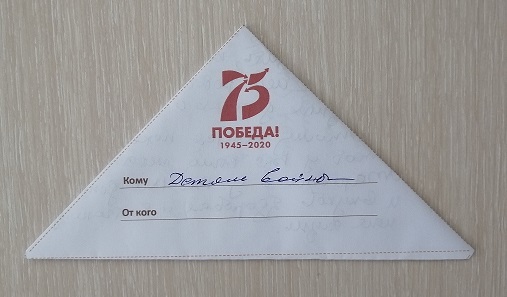 75
ПОБЕДА!
1945–2020
Кому Детям войны
От кого